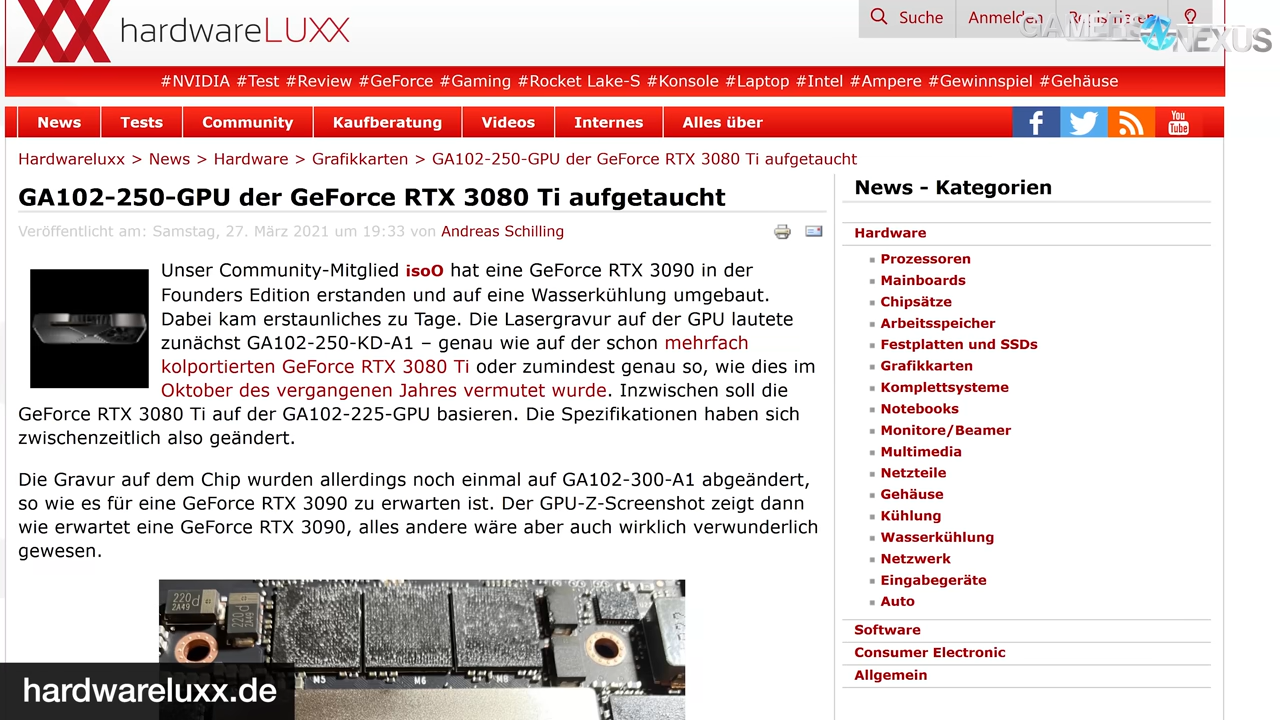 hardwareLUXX
Suche
Anmelden
Registrieren
GAMERS NEXUS
#NVIDIA #Test #Review #GeForce #Gaming #Rocket Lake-S #Konsole #Laptop #Intel #Ampere #Gewinnspiel #Gehäuse
News
Tests
Community
Kaufberatung
Videos
Internes
Alles über
You Tube
Hardwareluxx > News > Hardware > Grafikkarten > GA102-250-GPU der GeForce RTX 3080 Ti aufgetaucht
GA102-250-GPU der GeForce RTX 3080 Ti aufgetaucht
Veröffentlicht am: Samstag, 27. März 2021 um 19:33 von Andreas Schilling
Unser Community-Mitglied isoO hat eine GeForce RTX 3090 in der
Founders Edition erstanden und auf eine Wasserkühlung umgebaut.
Dabei kam erstaunliches zu Tage. Die Lasergravur auf der GPU lautete
zunächst GA102-250-KD-A1 – genau wie auf der schon mehrfach
kolportierten GeForce RTX 3080 Ti oder zumindest genau so, wie dies im
Oktober des vergangenen Jahres vermutet wurde. Inzwischen soll die
GeForce RTX 3080 Ti auf der GA102-225-GPU basieren. Die Spezifikationen haben sich
zwischenzeitlich also geändert.
Die Gravur auf dem Chip wurden allerdings noch einmal auf GA102-300-A1 abgeändert,
so wie es für eine GeForce RTX 3090 zu erwarten ist. Der GPU-Z-Screenshot zeigt dann
wie erwartet eine GeForce RTX 3090, alles andere wäre aber auch wirklich verwunderlich
gewesen.
220
2A49
M5
M6
M8
News - Kategorien
Hardware
Prozessoren
Mainboards
Chipsätze
Arbeitsspeicher
Festplatten und SSDs
Grafikkarten
Komplettsysteme
Notebooks
Monitore/Beamer
Multimedia
Netzteile
Gehäuse
Kühlung
Wasserkühlung
Netzwerk
Eingabegeräte
Auto
Software
Consumer Electronic
Allgemein
hardwareluxx.de